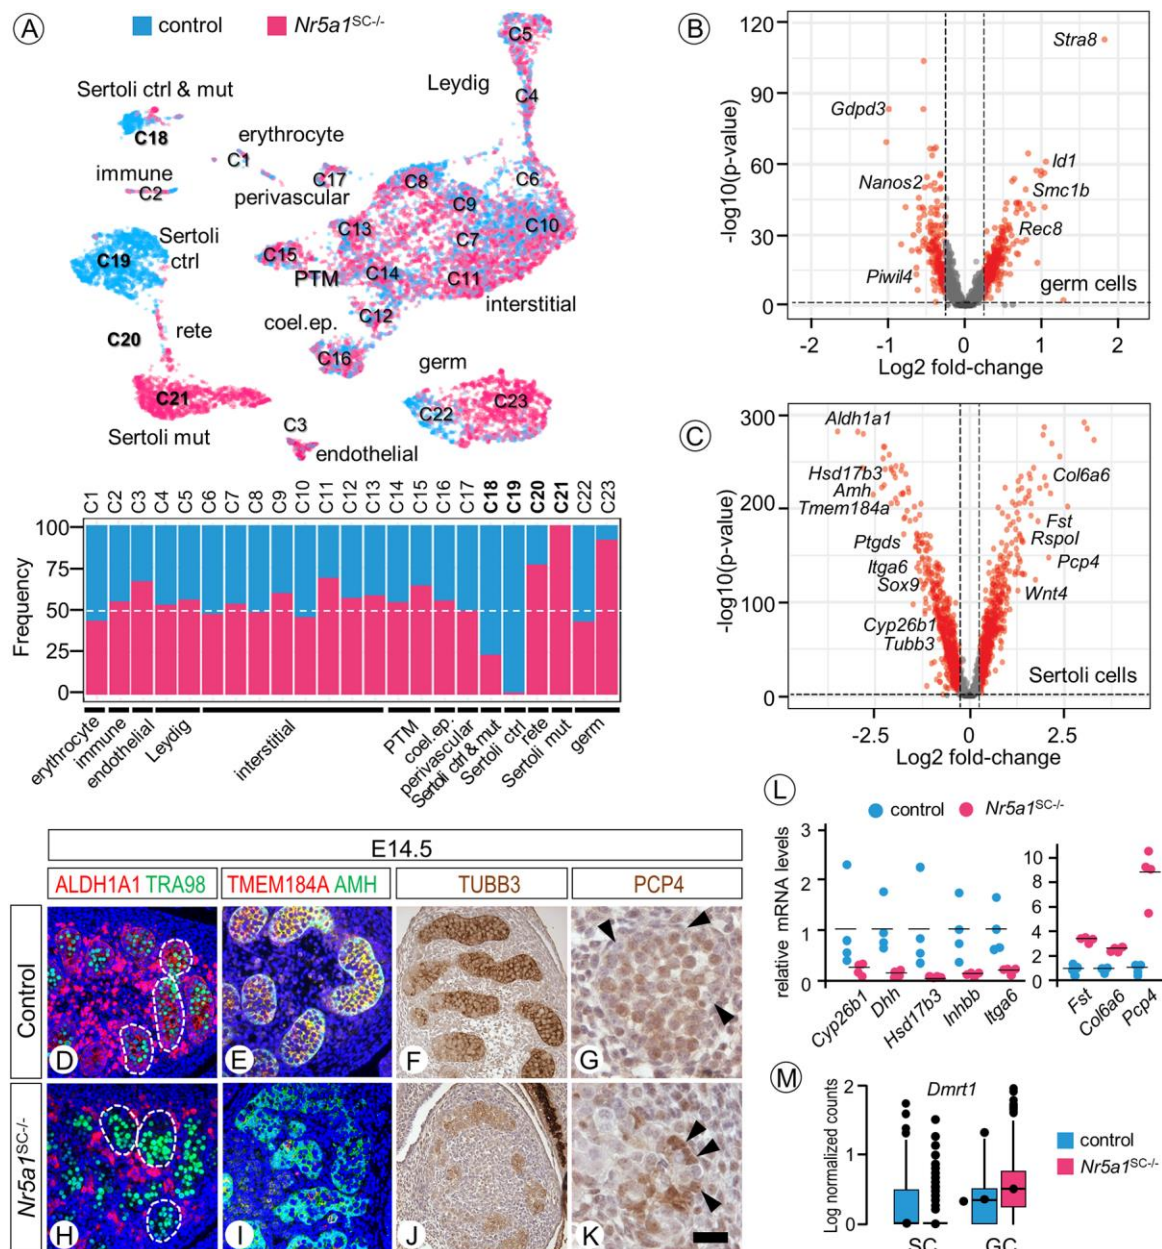 A
control
Nr5a1SC-/-
C5
Leydig
C4
Sertoli ctrl & mut
C18
erythrocyte
C1
immune
C2
perivascular
C17
C8
C6
C9
C10
C7
C13
C15
C14
C11
PTM
interstitial
Sertoli
ctrl
C19
C20
rete
coel.ep.
C12
C16
germ
C21
C22
C23
Sertoli mut
C3
endothelial
C1 C2 C3 C4 C5 C6 C7 C8 C9 C10 C11 C12 C13 C14 C15 C16 C17 C18 C19 C20 C21 C22 C23
Frequency
100
75
50
25
0
erythrocyte
immune
endothelial
Leydig
interstitial
PTM
coel.ep.
perivascular
Sertoli ctrl & mut
Sertoli ctrl
rete
Sertoli mut
germ
B
-log10(p-value)
120
90
60
30
0
Stra8
Gdpd3
Id1
Nanos2
Smc1b
Rec8
Piwil4
germ cells
-2 -1 0 1 2
Log2 fold-change
C
-log10(p-value)
300
200
100
0
Aldh1a1
Hsd17b3
Col6a6
Amh
Tmem184a
Fst
Rspol
Ptgds
Pcp4
Itga6
Sox9
Wnt4
Cyp26b1
Tubb3
Sertoli cells
-2.5 0 2.5
Log2 fold-change
E14.5
ALDH1A1 TRA98
TMEM184A AMH
TUBB3
PCP4
Control
D
E
F
G
Nr5a1SC-/-
H
I
J
K
L
control
Nr5a1SC-/-
relative mRNA levels
3
2
1
0
Cyp26b1
Dhh
Hsd17b3
Inhbb
Itga6
10
8
6
4
2
0
Fst
Col6a6
Pcp4
M
Dmrt1
Log normalized counts
2
1
0
control
Nr5a1SC-/-
SC
GC